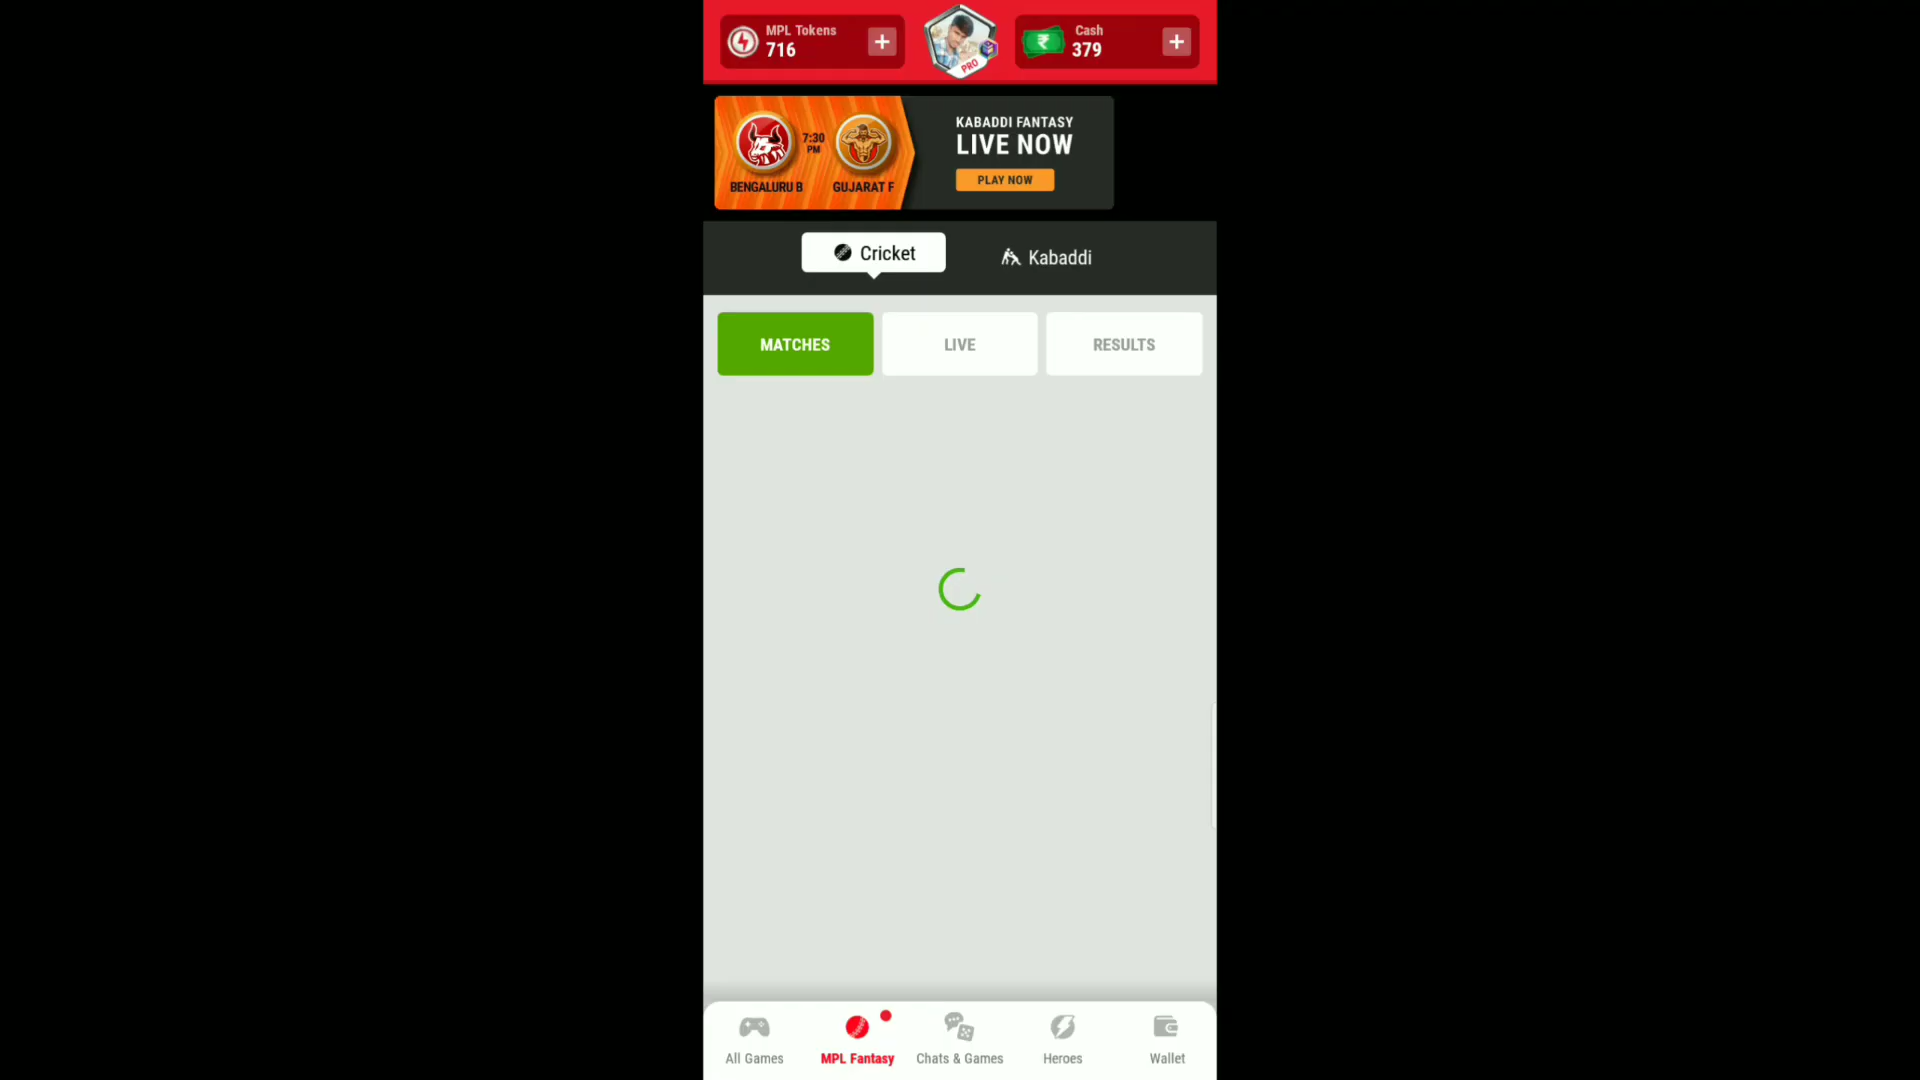 MPL Tokens
716
PRO
Cash
379
7:30
PM
BENGALURU B
GUJARAT F
KABADDI FANTASY
LIVE NOW
PLAY NOW
Cricket
Kabaddi
MATCHES
LIVE
RESULTS
All Games
MPL Fantasy
Chats & Games
Heroes
Wallet